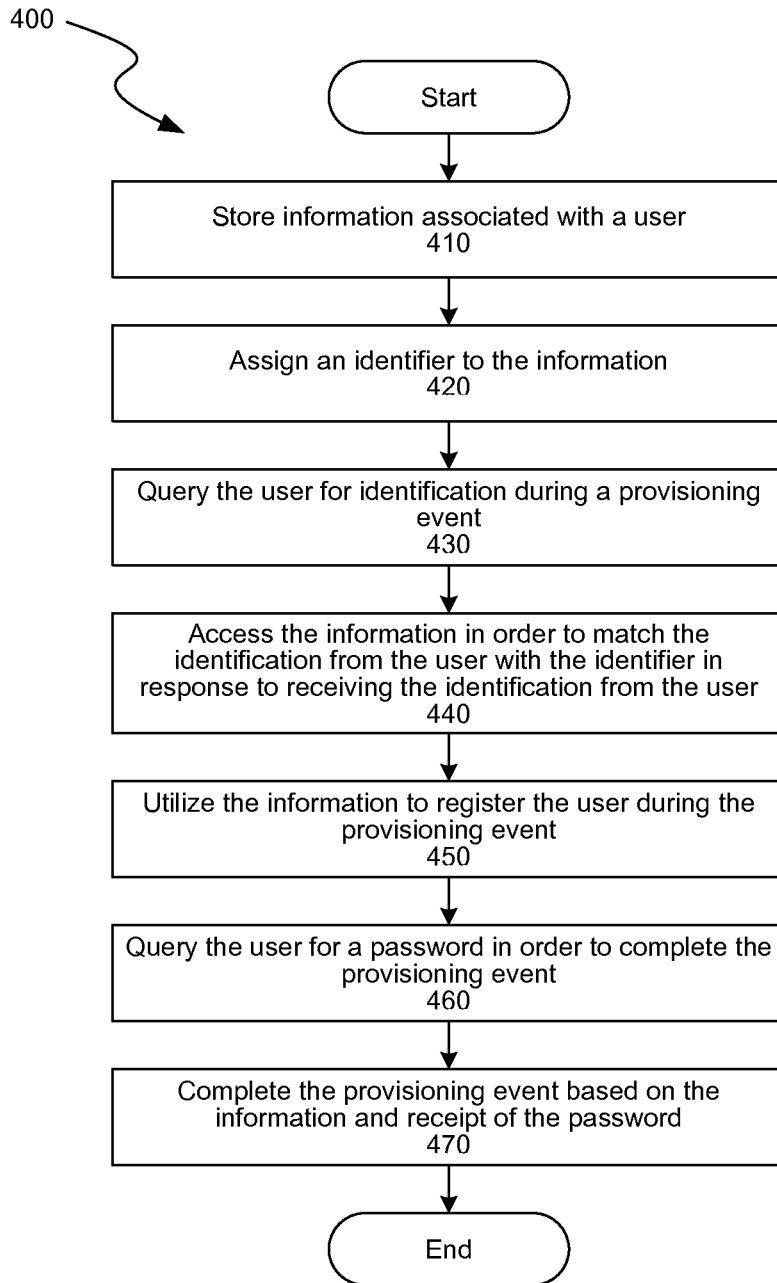 400
Start
Store information associated with a user
410
Assign an identifier to the information
420
Query the user for identification during a provisioning
event
430
Access the information in order to match the
identification from the user with the identifier in
response to receiving the identification from the user
440
Utilize the information to register the user during the
provisioning event
450
Query the user for a password in order to complete the
provisioning event
460
Complete the provisioning event based on the
information and receipt of the password
470
End